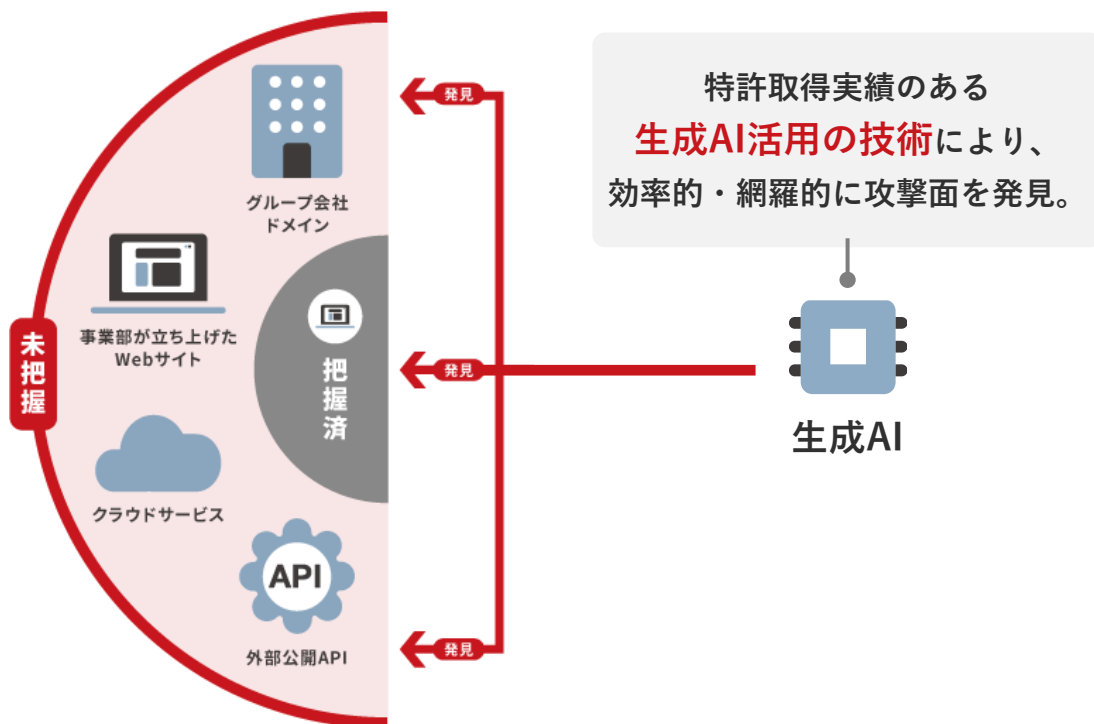 特許取得実績のある
生成AI活用の技術により、
効率的・網羅的に攻撃面を発見。
生成AI
発見
発見
発見
未把握
把握済
グループ会社
ドメイン
事業部が立ち上げた
Webサイト
クラウドサービス
API
外部公開API